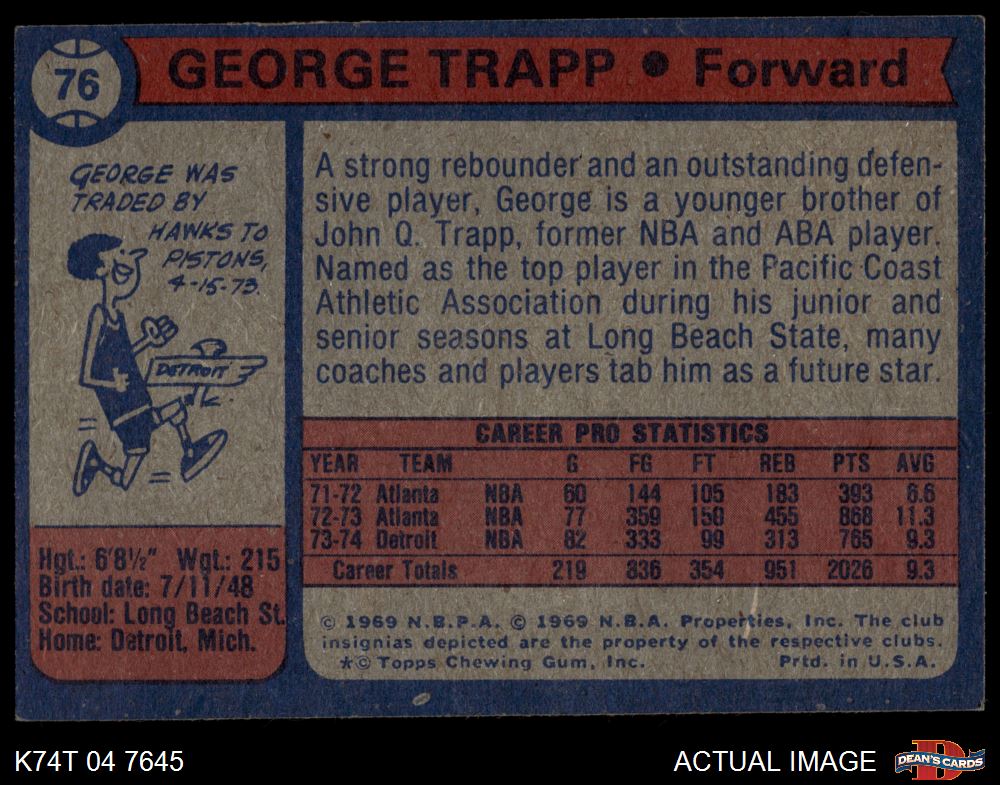 76
GEORGE TRAPP • Forward
GEORGE WAS
TRADED BY
HAWKS TO
PISTONS,
4-15-73.
DETROIT
A strong rebounder and an outstanding defen-
sive player, George is a younger brother of
John Q. Trapp, former NBA and ABA player.
Named as the top player in the Pacific Coast
Athletic Association during his junior and
senior seasons at Long Beach State, many
coaches and players tab him as a future star.
CAREER PRO STATISTICS
YEAR TEAM G FG FT REB PTS AVG
71-72 Atlanta NBA 60 144 105 183 393 6.6
72-73 Atlanta NBA 77 359 150 455 868 11.3
73-74 Detroit NBA 82 333 99 313 765 9.3
Career Totals 219 836 354 951 2026 9.3
Hgt.: 6'8½" Wgt.: 215
Birth date: 7/11/48
School: Long Beach St.
Home: Detroit, Mich.
© 1969 N.B.P.A. © 1969 N.B.A. Properties, Inc. The club
insignias depicted are the property of the respective clubs.
*© Topps Chewing Gum, Inc. Prtd. in U.S.A.
K74T 04 7645
ACTUAL IMAGE
D
DEAN'S CARDS